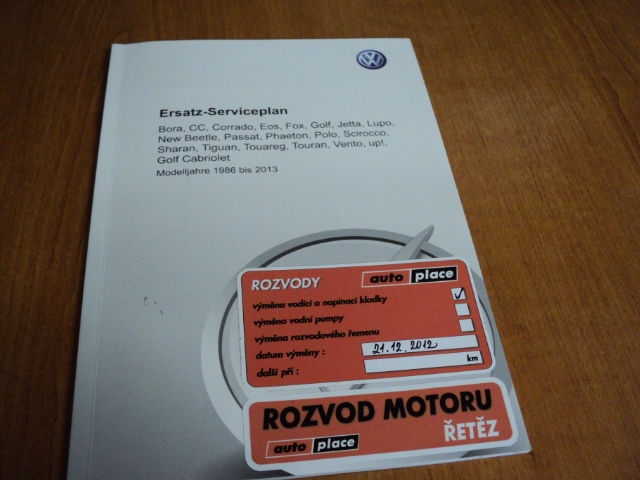 Ersatz-Serviceplan
Bora, CC, Corrado, Eos, Fox, Golf, Jetta, Lupo,
New Beetle, Passat, Phaeton, Polo, Scirocco,
Sharan, Tiguan, Touareg, Touran, Vento, up!,
Golf Cabriolet
Modelljahre 1986 bis 2013
ROZVODY auto place
výměna vodící a napínací kladky
výměna vodní pumpy
výměna rozvodového řemenu
datum výměny : 21.12.2012
další při : km
ROZVOD MOTORU
auto place ŘETĚZ